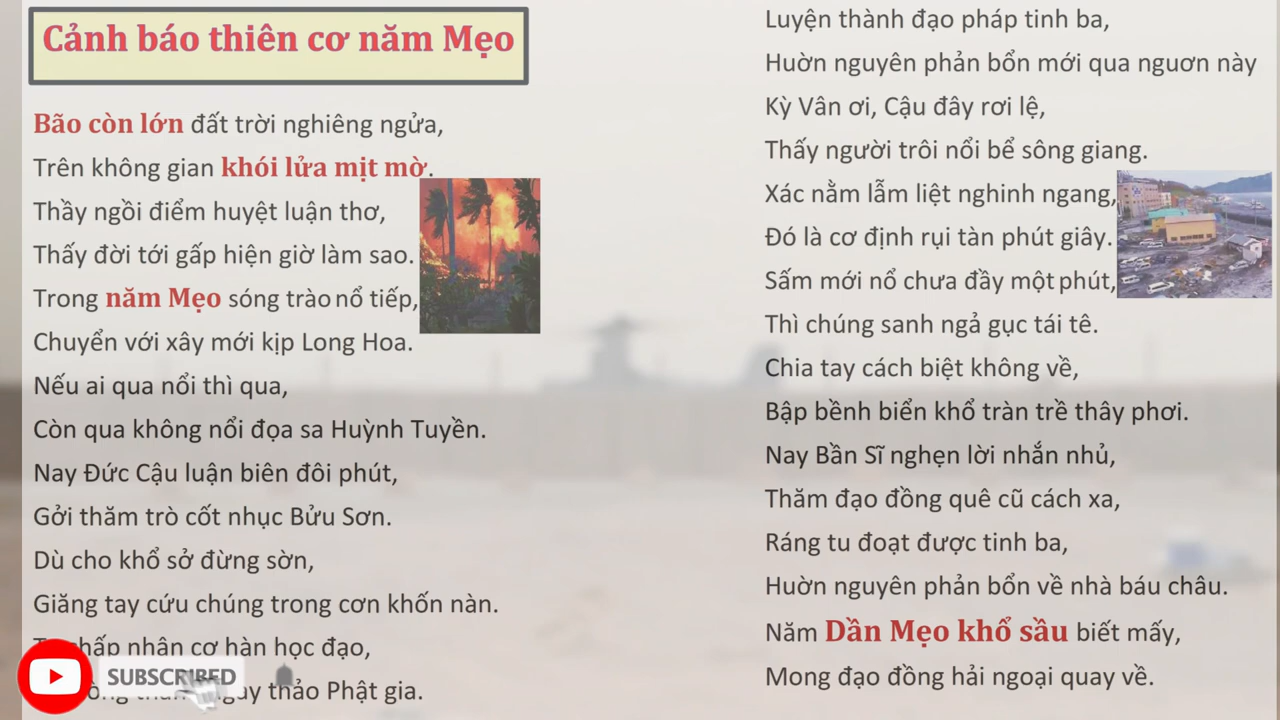 Cảnh báo thiên cơ năm Mẹo
Bão còn lớn đất trời nghiêng ngửa,
Trên không gian khói lửa mịt mờ.
Thầy ngồi điểm huyệt luận thơ,
Thấy đời tới gấp hiện giờ làm sao.
Trong năm Mẹo sóng trào nổ tiếp,
Chuyển với xây mới kịp Long Hoa.
Nếu ai qua nổi thì qua,
Còn qua không nổi đọa sa Huỳnh Tuyền.
Nay Đức Cậu luận biên đôi phút,
Gởi thăm trò cốt nhục Bửu Sơn.
Dù cho khổ sở đừng sờn,
Giăng tay cứu chúng trong cơn khốn nàn.
chấp nhận cơ hàn học đạo,
thảo Phật gia.
SUBSCRIBED
Luyện thành đạo pháp tinh ba,
Huờn nguyên phản bổn mới qua nguơn này
Kỳ Vân ơi, Cậu đây rơi lệ,
Thấy người trôi nổi bể sông giang.
Xác nằm lẫm liệt nghinh ngang,
Đó là cơ định rụi tàn phút giây.
Sấm mới nổ chưa đầy một phút,
Thì chúng sanh ngả gục tái tê.
Chia tay cách biệt không về,
Bập bềnh biển khổ tràn trề thây phơi.
Nay Bần Sĩ nghẹn lời nhắn nhủ,
Thăm đạo đồng quê cũ cách xa,
Ráng tu đoạt được tinh ba,
Huờn nguyên phản bổn về nhà báu châu.
Năm Dần Mẹo khổ sầu biết mấy,
Mong đạo đồng hải ngoại quay về.